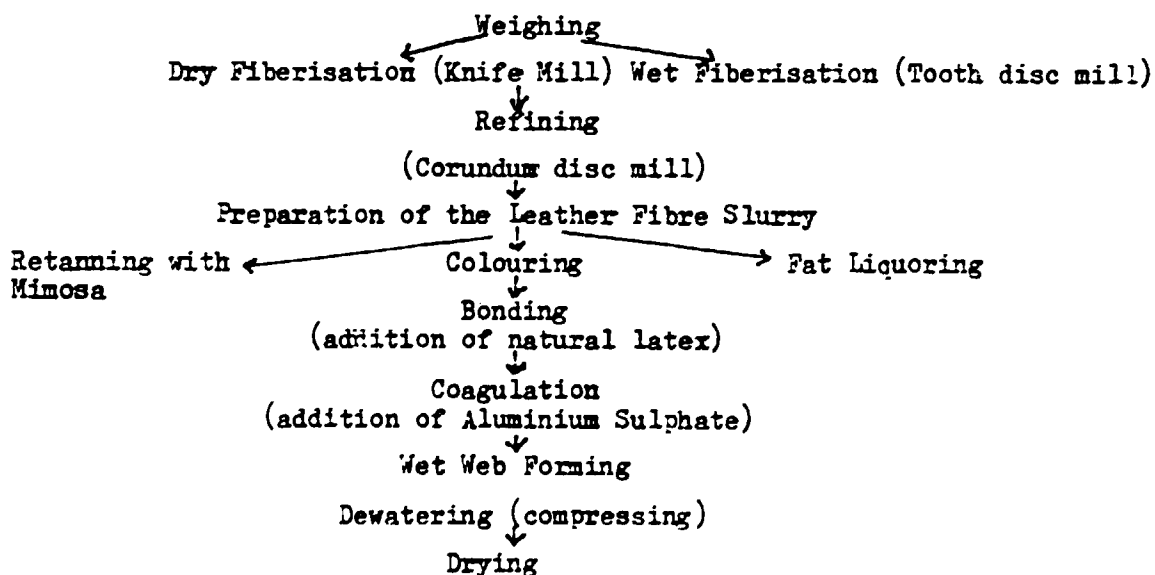 Weighing
Dry Fiberisation (Knife Mill) Wet Fiberisation (Tooth disc mill)
Refining
(Corundum disc mill)
Preparation of the Leather Fibre Slurry
Retanning with Mimosa
Colouring
Fat Liquoring
Bonding
(addition of natural latex)
Coagulation
(addition of Aluminium Sulphate)
Wet Web Forming
Dewatering (compressing)
Drying